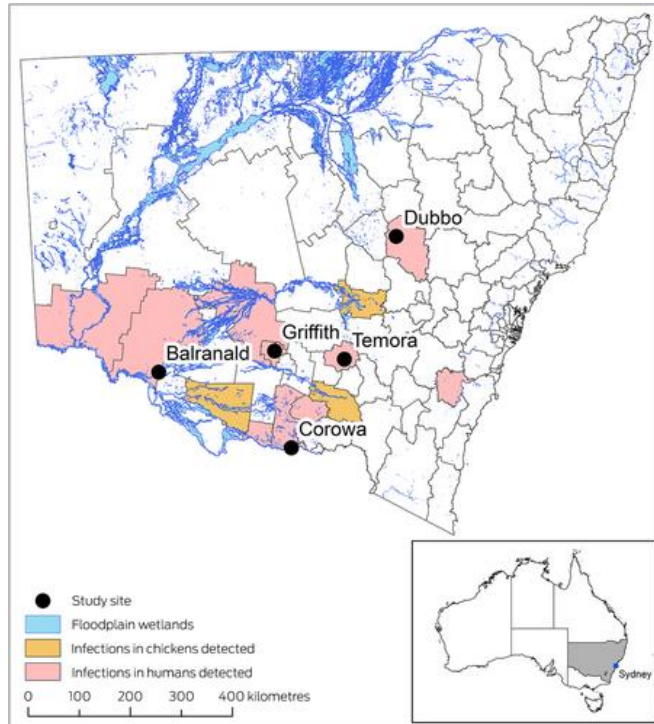 Dubbo
Griffith
Temora
Balranald
Corowa
Study site
Floodplain wetlands
Infections in chickens detected
Infections in humans detected
0 100 200 300 400 kilometres
Sydney